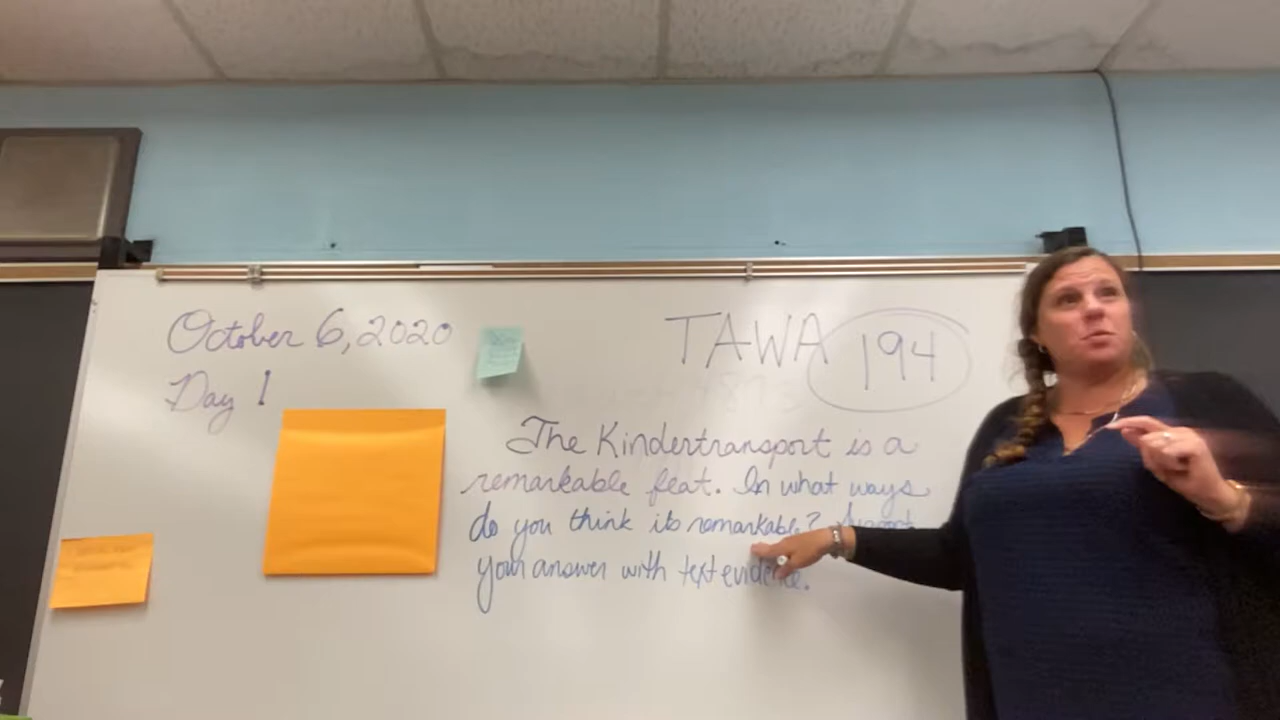 October 6, 2020
Day 1
TAWA 194
The Kindertransport is a
remarkable feat. In what ways
do you think its remarkable? Support
your answer with text evidence.